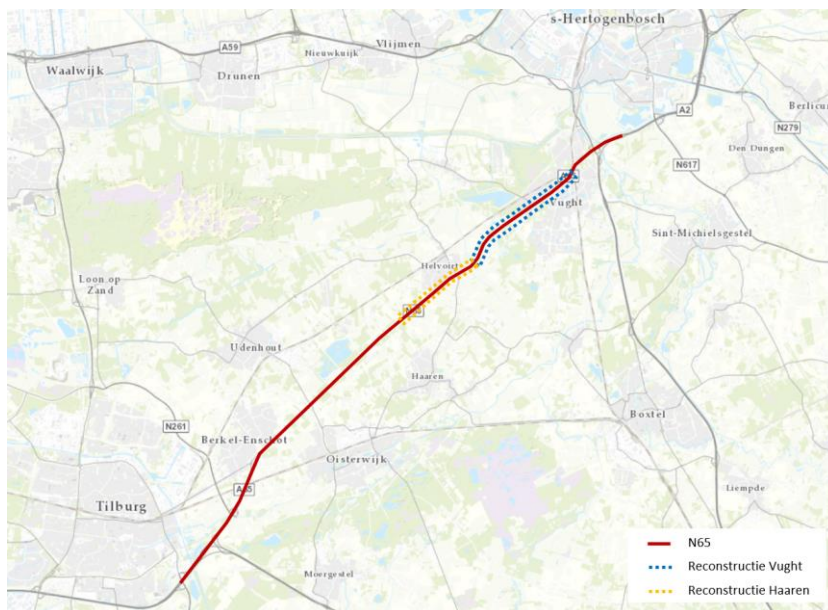 s-Hertogenbosch
Vlijmen
A59
Nieuwkuijk
Waalwijk
Drunen
A2
Berlicum
N279
Den Dungen
N617
Vught
Sint-Michielsgestel
Helvoirt
Loon op
Zand
Udenhout
Haaren
Boxtel
N261
Berkel-Enschot
Oisterwijk
Liempde
Tilburg
Moergestel
N65
Reconstructie Vught
Reconstructie Haaren